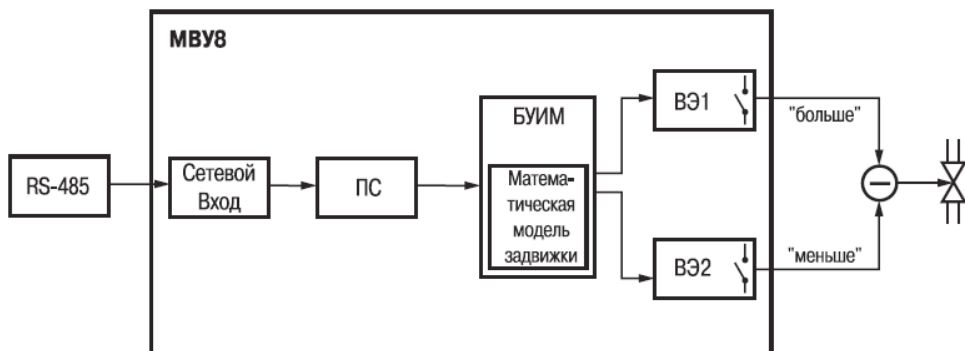 МВУ8
RS-485
Сетевой
Вход
ПС
БУИМ
Матема-
тическая
модель
задвижки
ВЭ1
ВЭ2
"больше"
"меньше"